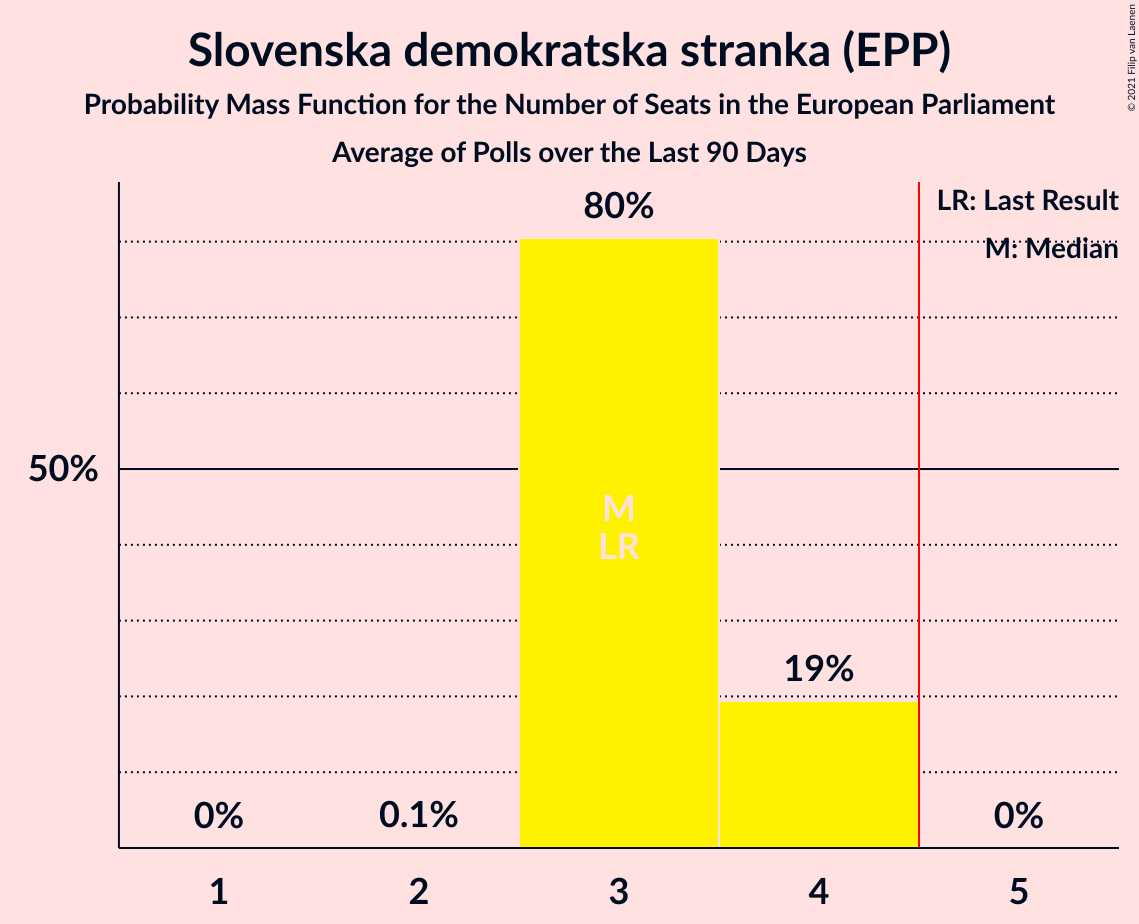 Slovenska demokratska stranka (EPP)
Probability Mass Function for the Number of Seats in the European Parliament
Average of Polls over the Last 90 Days
© 2021 Filip van Laenen
80%
LR: Last Result
M: Median
50%
M
LR
19%
0%
0.1%
0%
1
2
3
4
5